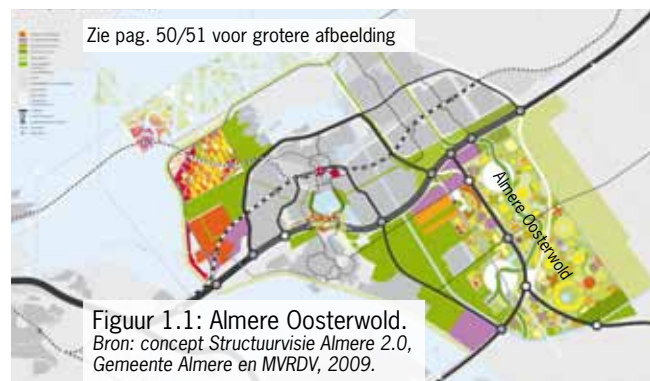 Zie pag. 50/51 voor grotere afbeelding
Almere Oosterwold
Figuur 1.1: Almere Oosterwold.
Bron: concept Structuurvisie Almere 2.0,
Gemeente Almere en MVRDV, 2009.